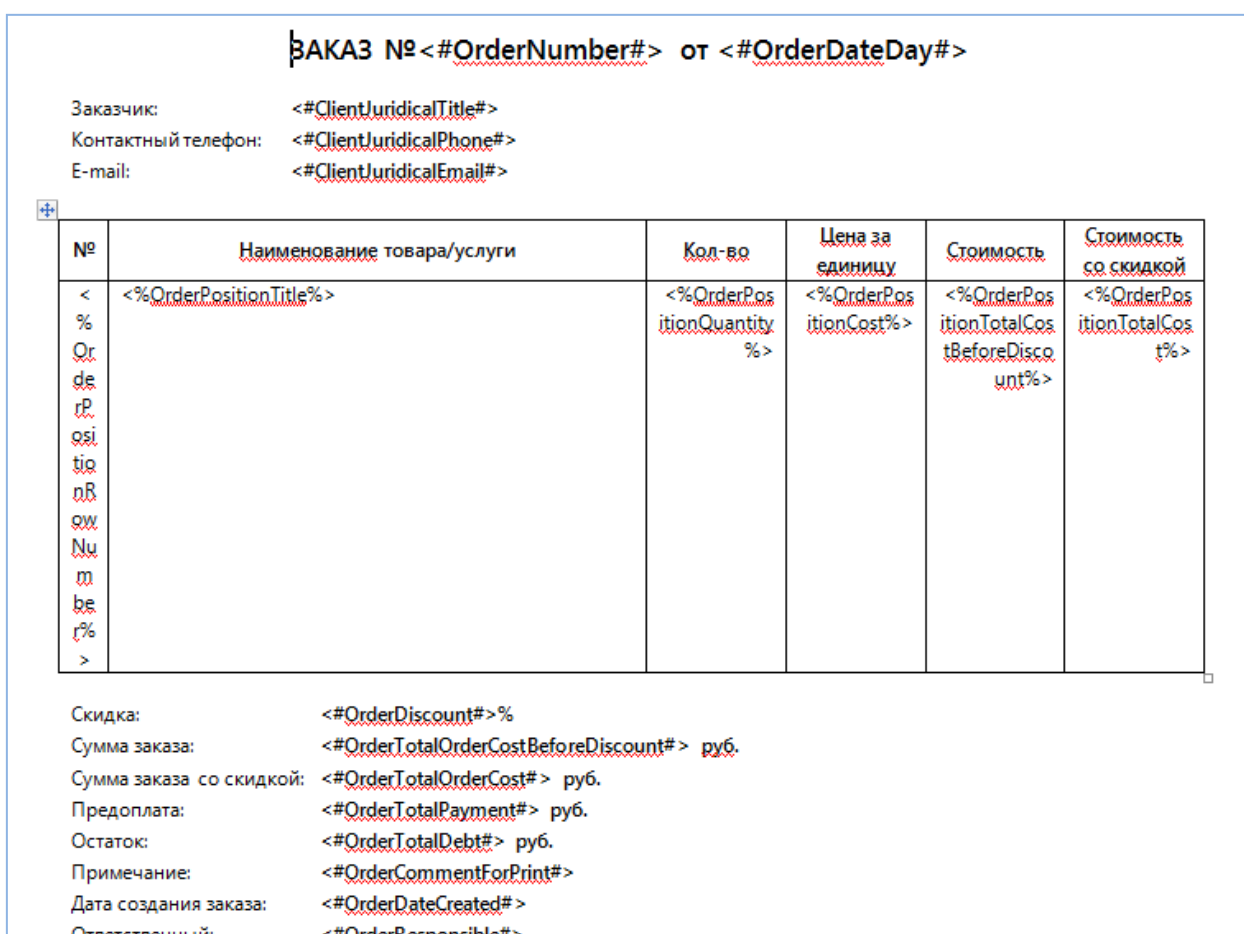 ЗАКАЗ №<#OrderNumber#> от <#OrderDateDay#>
Заказчик: <#ClientJuridicalTitle#>
Контактный телефон: <#ClientJuridicalPhone#>
E-mail: <#ClientJuridicalEmail#>
№ Наименование товара/услуги Кол-во Цена за единицу Стоимость Стоимость со скидкой
<%OrderPositionRowNumber%> <%OrderPositionTitle%> <%OrderPositionQuantity%> <%OrderPositionCost%> <%OrderPositionTotalCostBeforeDiscount%> <%OrderPositionTotalCost%>
Скидка: <#OrderDiscount#>%
Сумма заказа: <#OrderTotalOrderCostBeforeDiscount#> руб.
Сумма заказа со скидкой: <#OrderTotalOrderCost#> руб.
Предоплата: <#OrderTotalPayment#> руб.
Остаток: <#OrderTotalDebt#> руб.
Примечание: <#OrderCommentForPrint#>
Дата создания заказа: <#OrderDateCreated#>
Ответственный: <#OrderResponsible#>